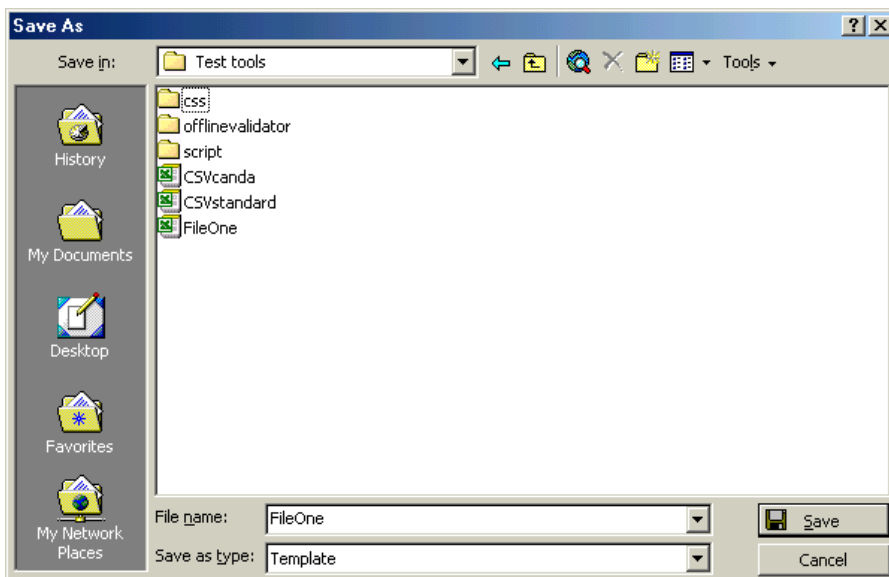 Save As
Save in: Test tools Tools
css
offlinevalidator
script
CSVcanda
CSVstandard
FileOne
History
My Documents
Desktop
Favorites
My Network
Places
File name: FileOne Save
Save as type: Template Cancel